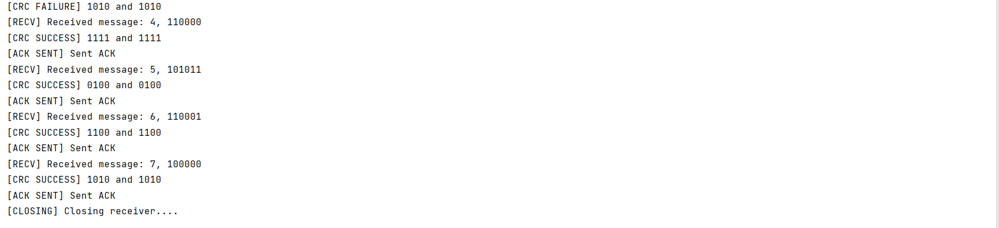 [CRC FAILURE] 1010 and 1010
[RECV] Received message: 4, 110000
[CRC SUCCESS] 1111 and 1111
[ACK SENT] Sent ACK
[RECV] Received message: 5, 101011
[CRC SUCCESS] 0100 and 0100
[ACK SENT] Sent ACK
[RECV] Received message: 6, 110001
[CRC SUCCESS] 1100 and 1100
[ACK SENT] Sent ACK
[RECV] Received message: 7, 100000
[CRC SUCCESS] 1010 and 1010
[ACK SENT] Sent ACK
[CLOSING] Closing receiver....